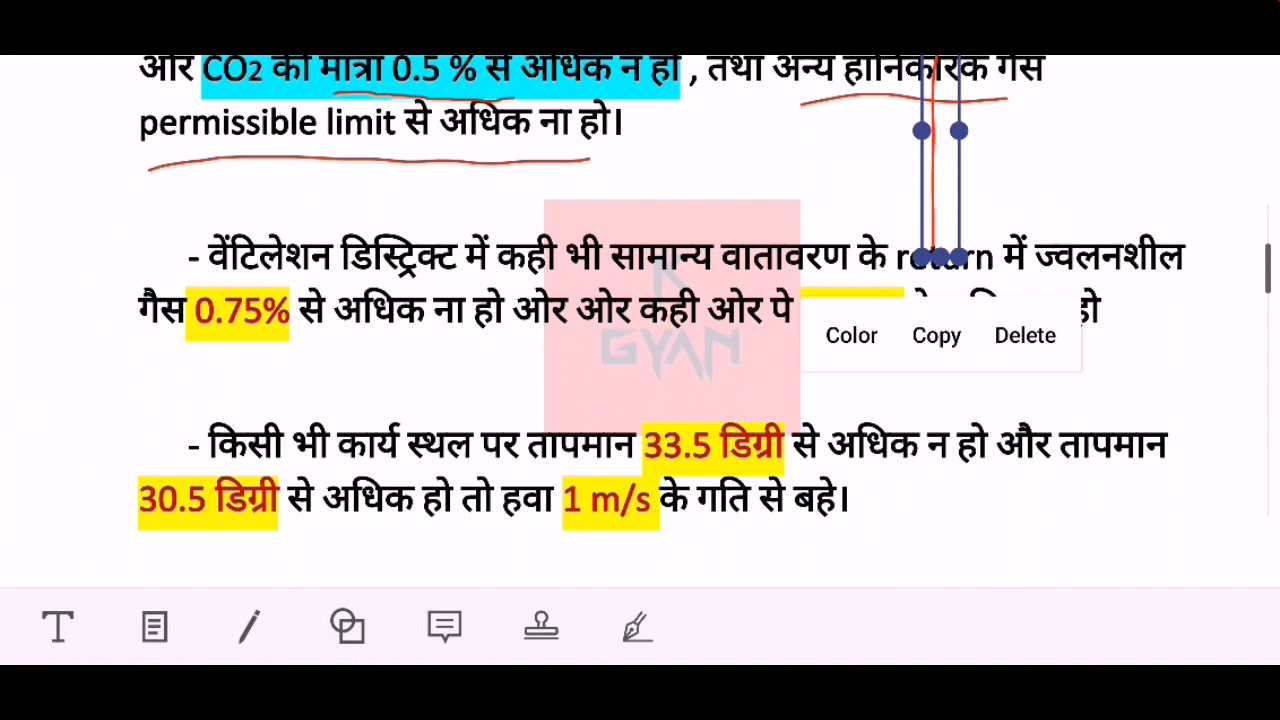 और CO2 की मात्रा 0.5 % से अधिक न हो , तथा अन्य हानिकारक गैस
permissible limit से अधिक ना हो।
- वेंटिलेशन डिस्ट्रिक्ट में कही भी सामान्य वातावरण के return में ज्वलनशील
गैस 0.75% से अधिक ना हो ओर ओर कही ओर पे हो
Color Copy Delete
GYAN
- किसी भी कार्य स्थल पर तापमान 33.5 डिग्री से अधिक न हो और तापमान
30.5 डिग्री से अधिक हो तो हवा 1 m/s के गति से बहे।
T